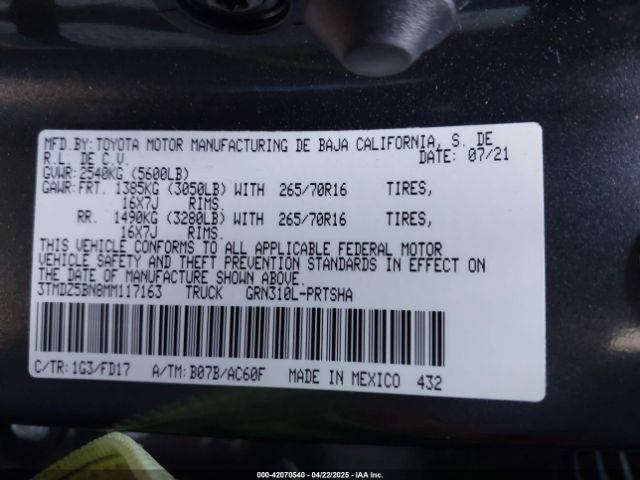 MFD.BY:TOYOTA MOTOR MANUFACTURING DE BAJA CALIFORNIA, S. DE
R.L. DE C.V. DATE: 07/21
GVWR: 2540KG (5600LB)
GAWR:FRT. 1385KG (3050LB) WITH 265/70R16 TIRES,
16X7J RIMS.
RR. 1490KG (3280LB) WITH 265/70R16 TIRES,
16X7J RIMS.
THIS VEHICLE CONFORMS TO ALL APPLICABLE FEDERAL MOTOR
VEHICLE SAFETY AND THEFT PREVENTION STANDARDS IN EFFECT ON
THE DATE OF MANUFACTURE SHOWN ABOVE.
3TMDZ5BN8MM117163 TRUCK GRN310L-PRTSHA
C/TR:1G3/FD17 A/TM:B07B/AC60F MADE IN MEXICO 432
000-42070540 - 04/22/2025 - IAA Inc.